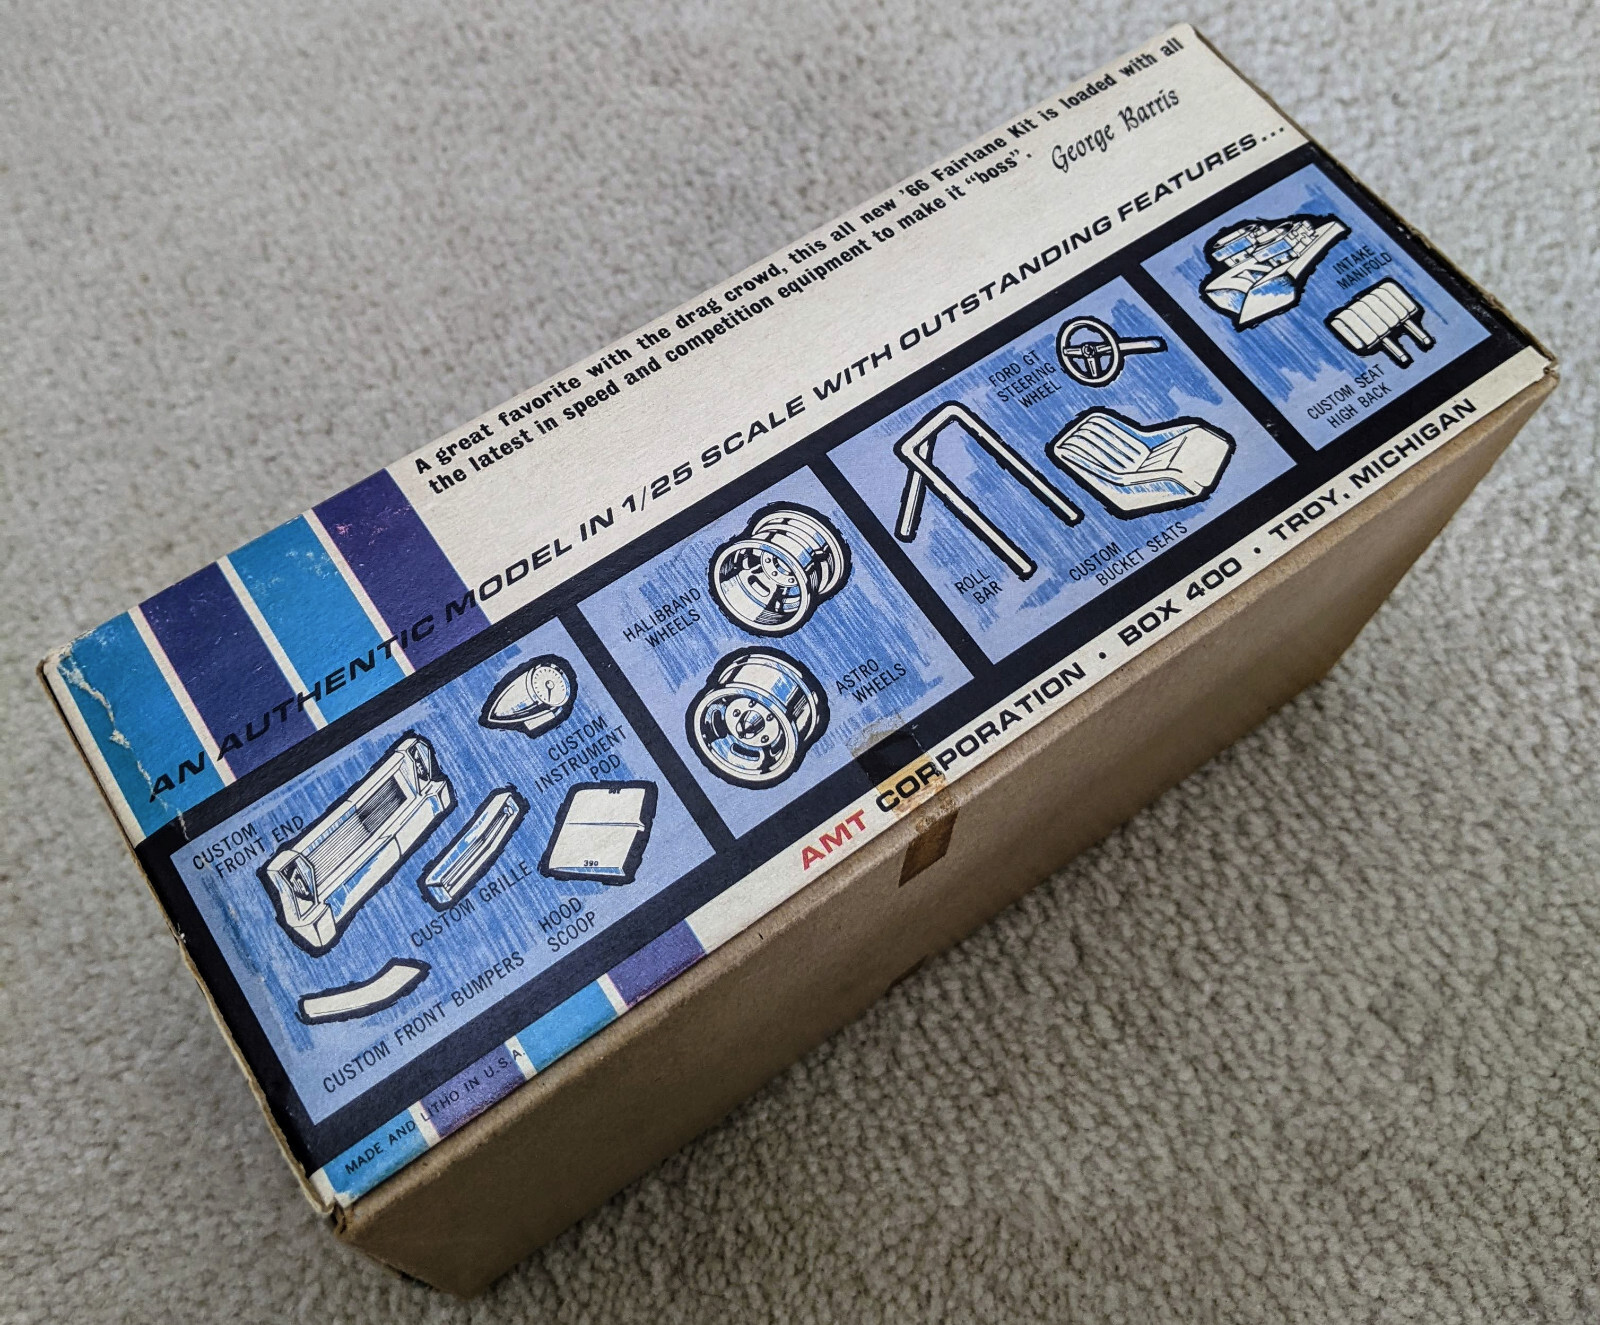 A great favorite with the drag crowd, this all new '66 Fairlane Kit is loaded with all
the latest in speed and competition equipment to make it "boss".
George Barris
AN AUTHENTIC MODEL IN 1/25 SCALE WITH OUTSTANDING FEATURES...
CUSTOM
FRONT END
CUSTOM
INSTRUMENT
POD
CUSTOM GRILLE
390
HOOD
SCOOP
CUSTOM FRONT BUMPERS
HALIBRAND
WHEELS
ASTRO
WHEELS
ROLL
BAR
FORD GT
STEERING
WHEEL
CUSTOM
BUCKET SEATS
INTAKE
MANIFOLD
CUSTOM SEAT
HIGH BACK
AMT CORPORATION • BOX 400 • TROY, MICHIGAN
MADE AND LITHO IN U.S.A.